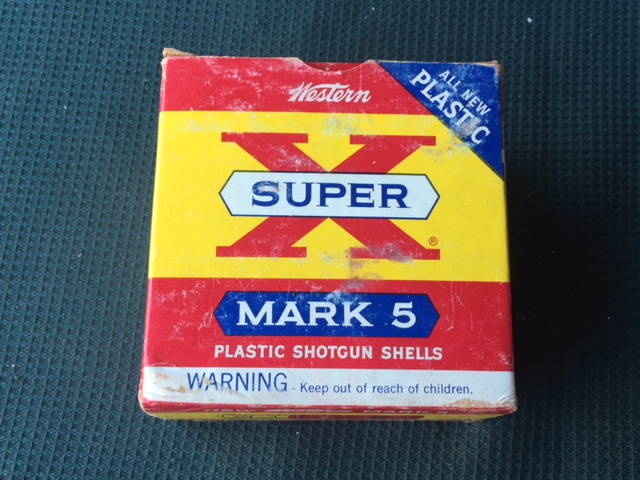 Western
ALL NEW
PLASTIC
SUPER
X
®
MARK 5
PLASTIC SHOTGUN SHELLS
WARNING - Keep out of reach of children.